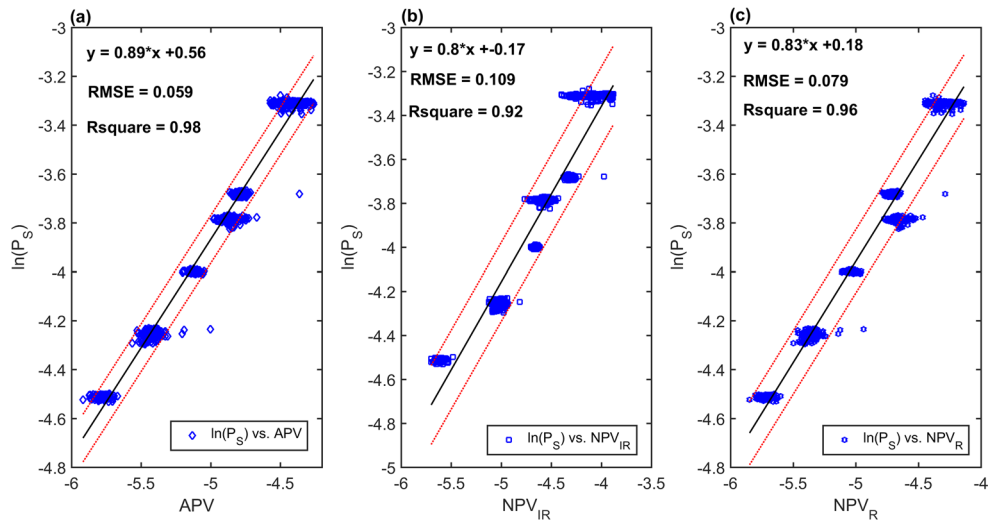 (a)
y = 0.89*x +0.56
RMSE = 0.059
Rsquare = 0.98
-3
-3.2
-3.4
-3.6
-3.8
-4
-4.2
-4.4
-4.6
-4.8
ln(P_S)
-6
-5.5
-5
-4.5
APV
ln(P_S) vs. APV
(b)
y = 0.8*x +-0.17
RMSE = 0.109
Rsquare = 0.92
-3
-3.2
-3.4
-3.6
-3.8
-4
-4.2
-4.4
-4.6
-4.8
-5
ln(P_S)
-6
-5.5
-5
-4.5
-4
-3.5
NPV_IR
ln(P_S) vs. NPV_IR
(c)
y = 0.83*x +0.18
RMSE = 0.079
Rsquare = 0.96
-3
-3.2
-3.4
-3.6
-3.8
-4
-4.2
-4.4
-4.6
-4.8
ln(P_S)
-6
-5.5
-5
-4.5
-4
NPV_R
ln(P_S) vs. NPV_R